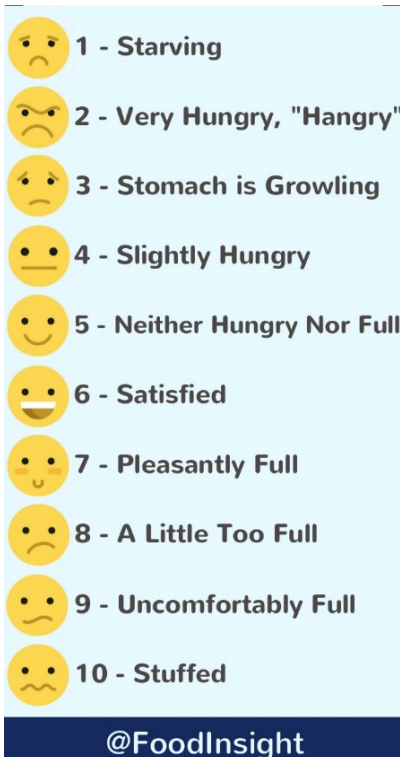 1 - Starving
2 - Very Hungry, "Hangry"
3 - Stomach is Growling
4 - Slightly Hungry
5 - Neither Hungry Nor Full
6 - Satisfied
7 - Pleasantly Full
8 - A Little Too Full
9 - Uncomfortably Full
10 - Stuffed
@FoodInsight